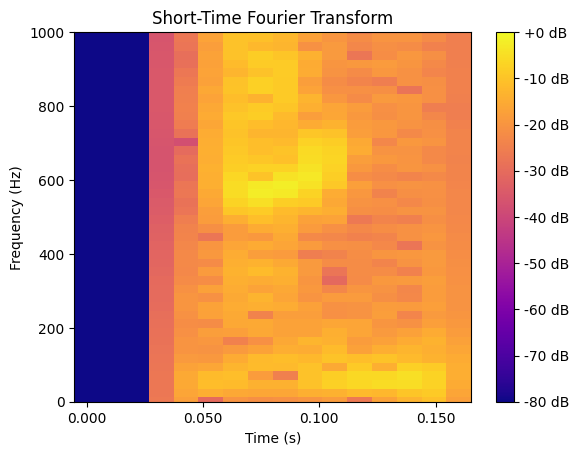 Short-Time Fourier Transform
Frequency (Hz)
1000
800
600
400
200
0
0.000
0.050
0.100
0.150
Time (s)
+0 dB
-10 dB
-20 dB
-30 dB
-40 dB
-50 dB
-60 dB
-70 dB
-80 dB